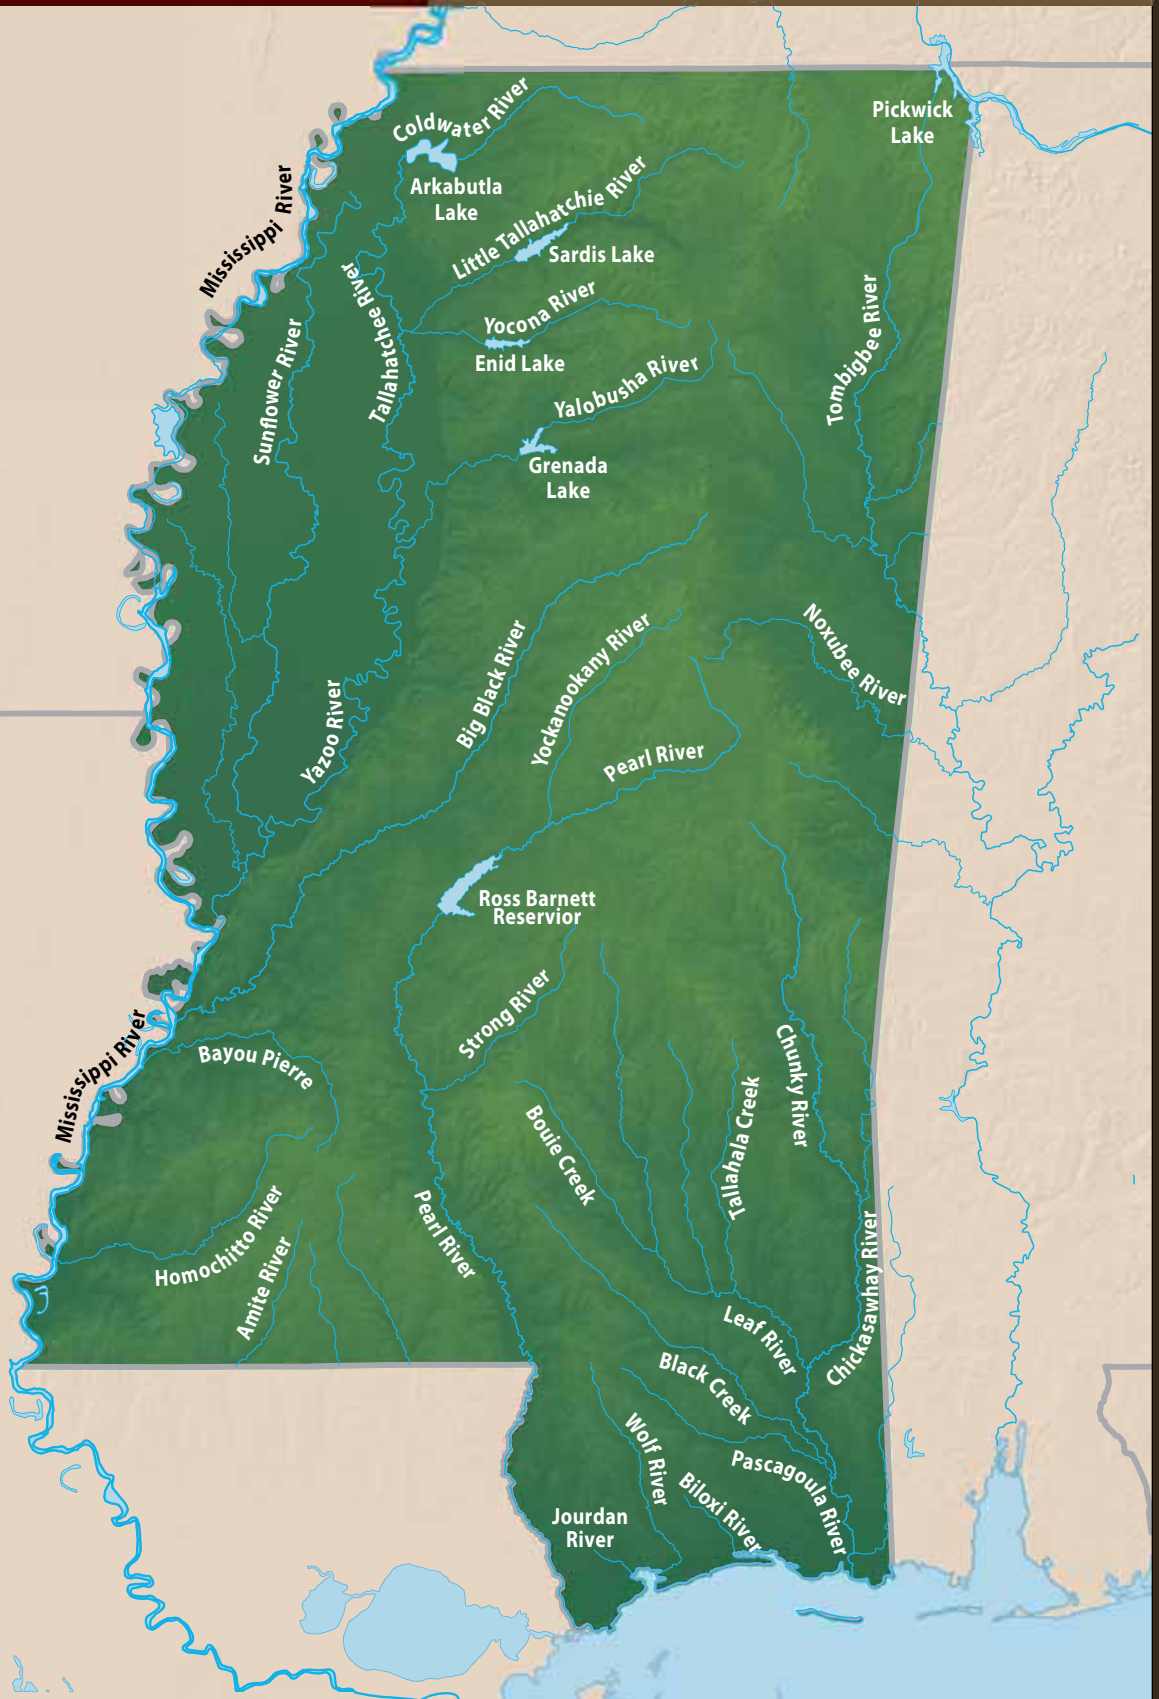 Coldwater River
Pickwick
Lake
Arkabutla
Lake
Mississippi River
Little Tallahatchie River
Sardis Lake
Tallahatchee River
Yocona River
Enid Lake
Tombigbee River
Sunflower River
Yalobusha River
Grenada
Lake
Noxubee River
Big Black River
Yockanookany River
Yazoo River
Pearl River
Ross Barnett
Reservior
Strong River
Mississippi River
Bayou Pierre
Chunky River
Bouie Creek
Tallahala Creek
Pearl River
Homochitto River
Amite River
Chickasawhay River
Leaf River
Black Creek
Wolf River
Pascagoula River
Biloxi River
Jourdan
River